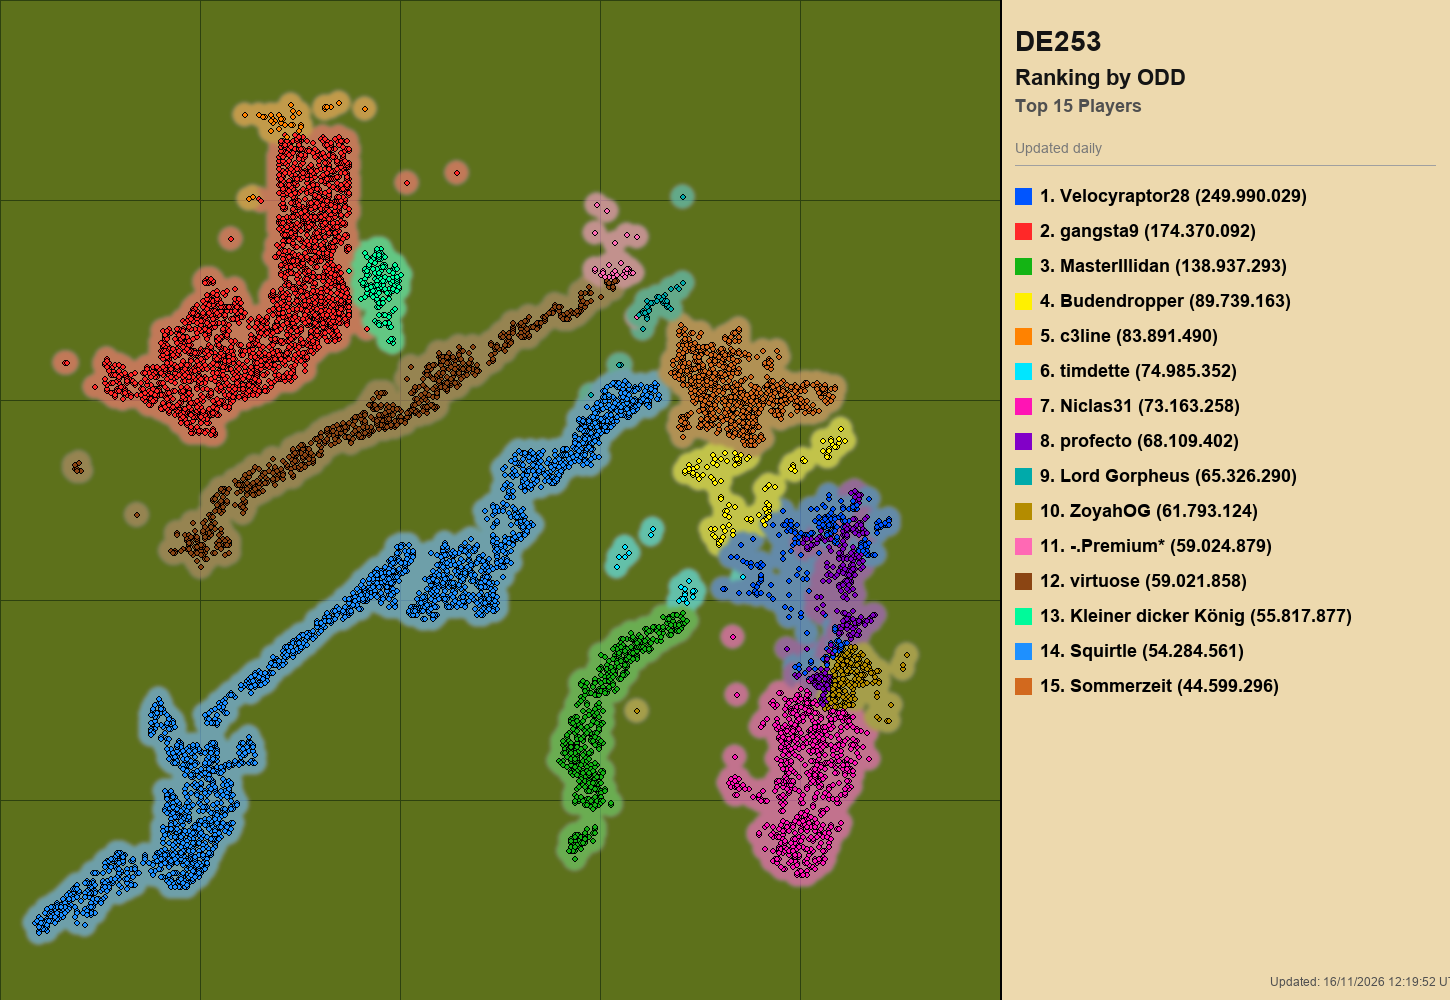 DE253
Ranking by ODD
Top 15 Players
Updated daily
1. Velocyraptor28 (249.990.029)
2. gangsta9 (174.370.092)
3. MasterIllidan (138.937.293)
4. Budendropper (89.739.163)
5. c3line (83.891.490)
6. timdette (74.985.352)
7. Niclas31 (73.163.258)
8. profecto (68.109.402)
9. Lord Gorpheus (65.326.290)
10. ZoyahOG (61.793.124)
11. -.Premium* (59.024.879)
12. virtuose (59.021.858)
13. Kleiner dicker König (55.817.877)
14. Squirtle (54.284.561)
15. Sommerzeit (44.599.296)
Updated: 16/11/2026 12:19:52